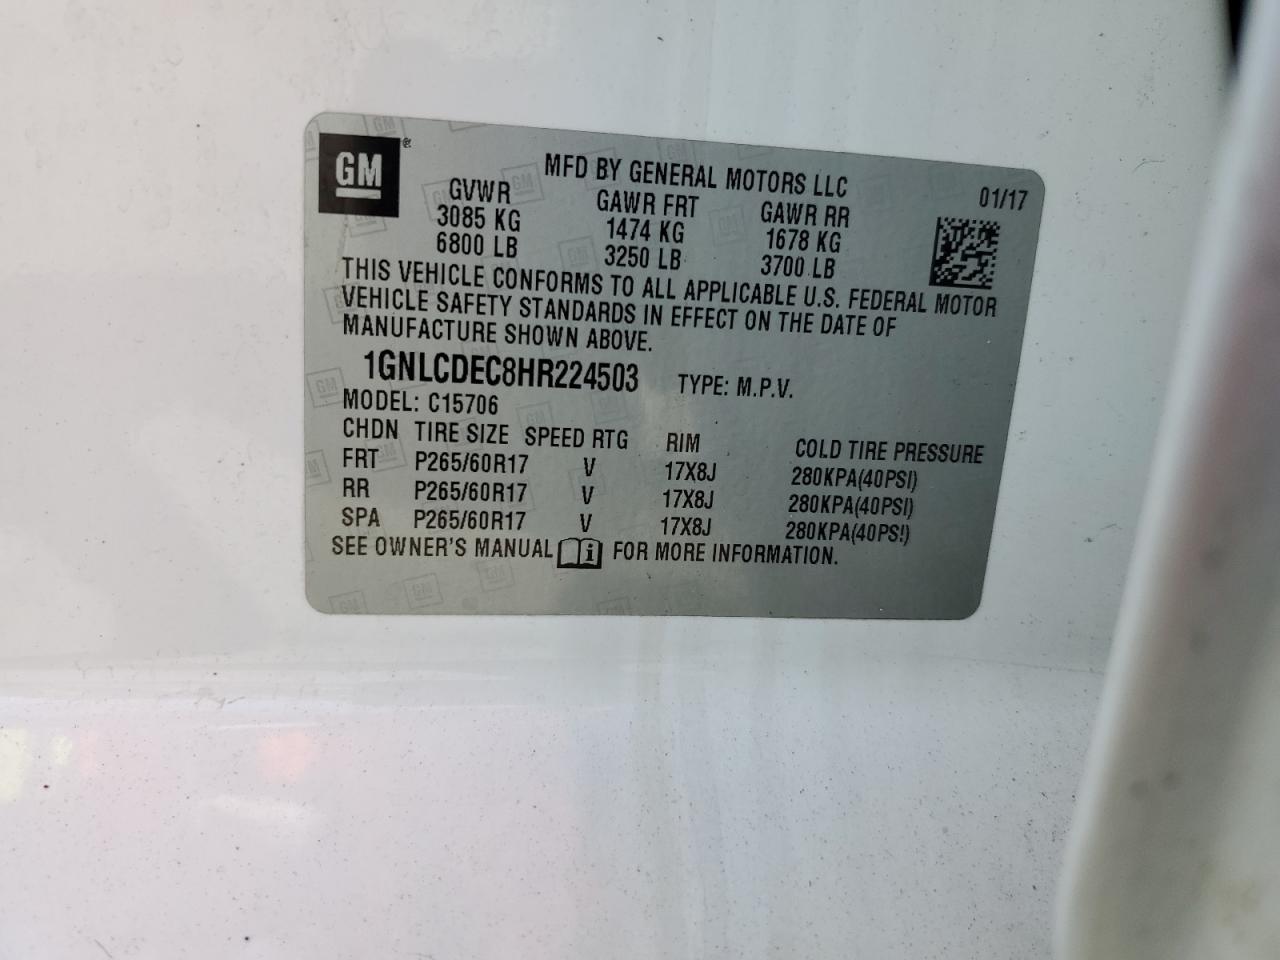 GM®
MFD BY GENERAL MOTORS LLC
01/17
GVWR GAWR FRT GAWR RR
3085 KG 1474 KG 1678 KG
6800 LB 3250 LB 3700 LB
THIS VEHICLE CONFORMS TO ALL APPLICABLE U.S. FEDERAL MOTOR
VEHICLE SAFETY STANDARDS IN EFFECT ON THE DATE OF
MANUFACTURE SHOWN ABOVE.
1GNLCDEC8HR224503 TYPE: M.P.V.
MODEL: C15706
CHDN TIRE SIZE SPEED RTG RIM COLD TIRE PRESSURE
FRT P265/60R17 V 17X8J 280KPA(40PSI)
RR P265/60R17 V 17X8J 280KPA(40PSI)
SPA P265/60R17 V 17X8J 280KPA(40PSI)
SEE OWNER'S MANUAL i FOR MORE INFORMATION.